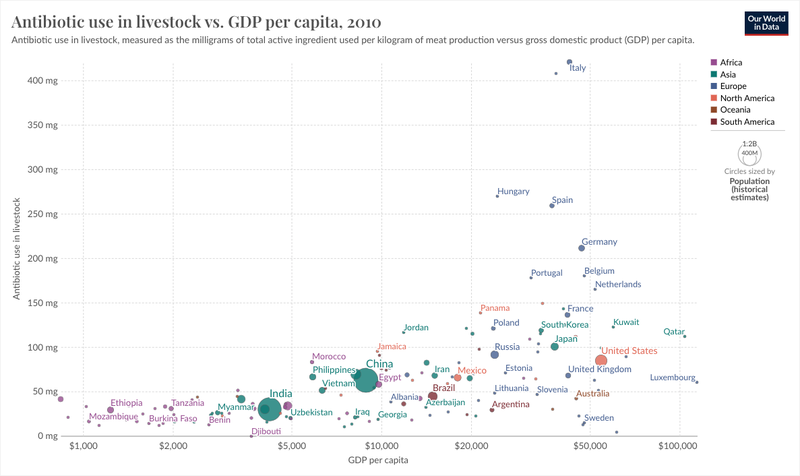 Antibiotic use in livestock vs. GDP per capita, 2010
Our World
in Data
Antibiotic use in livestock, measured as the milligrams of total active ingredient used per kilogram of meat production versus gross domestic product (GDP) per capita.
Africa
Asia
Europe
North America
Oceania
South America
1:2B
400M
Circles sized by
Population
(historical
estimates)
Antibiotic use in livestock
400 mg
350 mg
300 mg
250 mg
200 mg
150 mg
100 mg
50 mg
0 mg
Italy
Hungary
Spain
Germany
Portugal
Belgium
Netherlands
Panama
France
Jordan
Poland
South Korea
Kuwait
Qatar
Jamaica
Japan
Morocco
Russia
United States
China
Philippines
Iran
Mexico
Estonia
United Kingdom
Luxembourg
Vietnam
Egypt
India
Albania
Brazil
Lithuania
Slovenia
Australia
Ethiopia
Tanzania
Myanmar
Azerbaijan
Argentina
Mozambique
Burkina Faso
Benin
Uzbekistan
Iraq
Georgia
Sweden
Djibouti
$1,000
$2,000
$5,000
$10,000
$20,000
$50,000
$100,000
GDP per capita